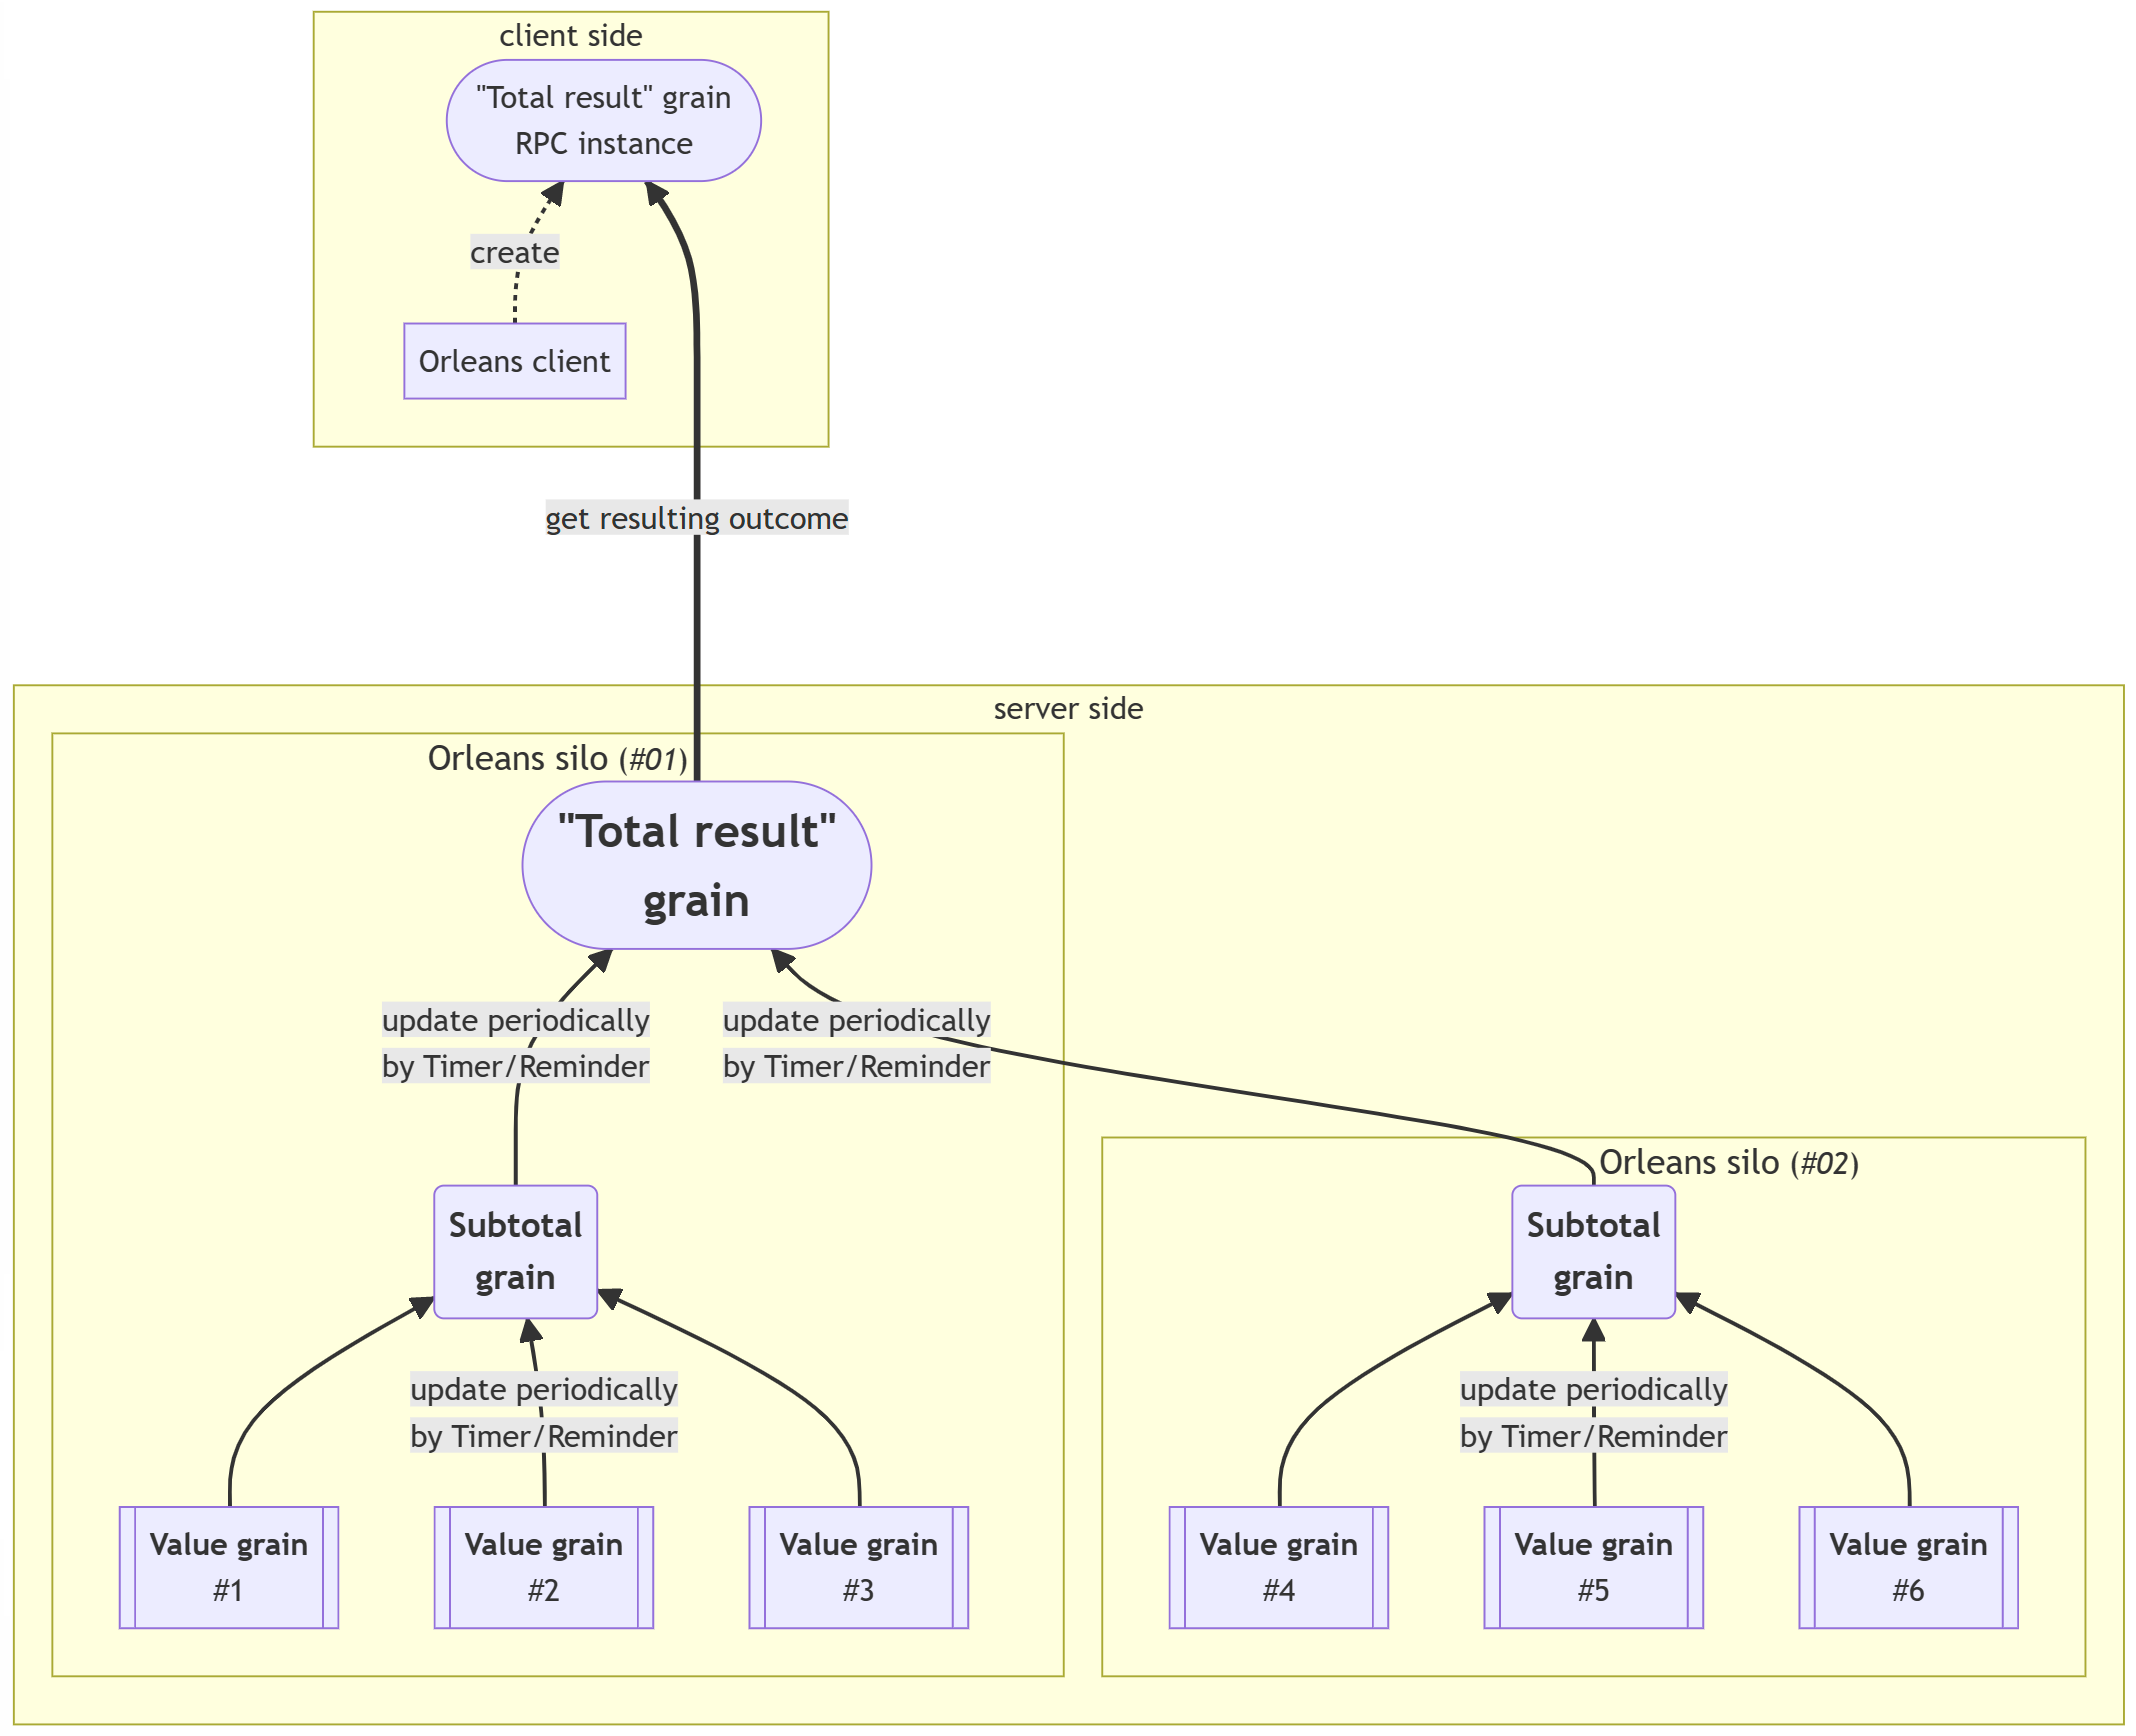 client side
"Total result" grain
RPC instance
create
Orleans client
get resulting outcome
server side
Orleans silo (#01)
"Total result"
grain
update periodically
by Timer/Reminder
update periodically
by Timer/Reminder
Orleans silo (#02)
Subtotal
grain
Subtotal
grain
update periodically
by Timer/Reminder
update periodically
by Timer/Reminder
Value grain
#1
Value grain
#2
Value grain
#3
Value grain
#4
Value grain
#5
Value grain
#6